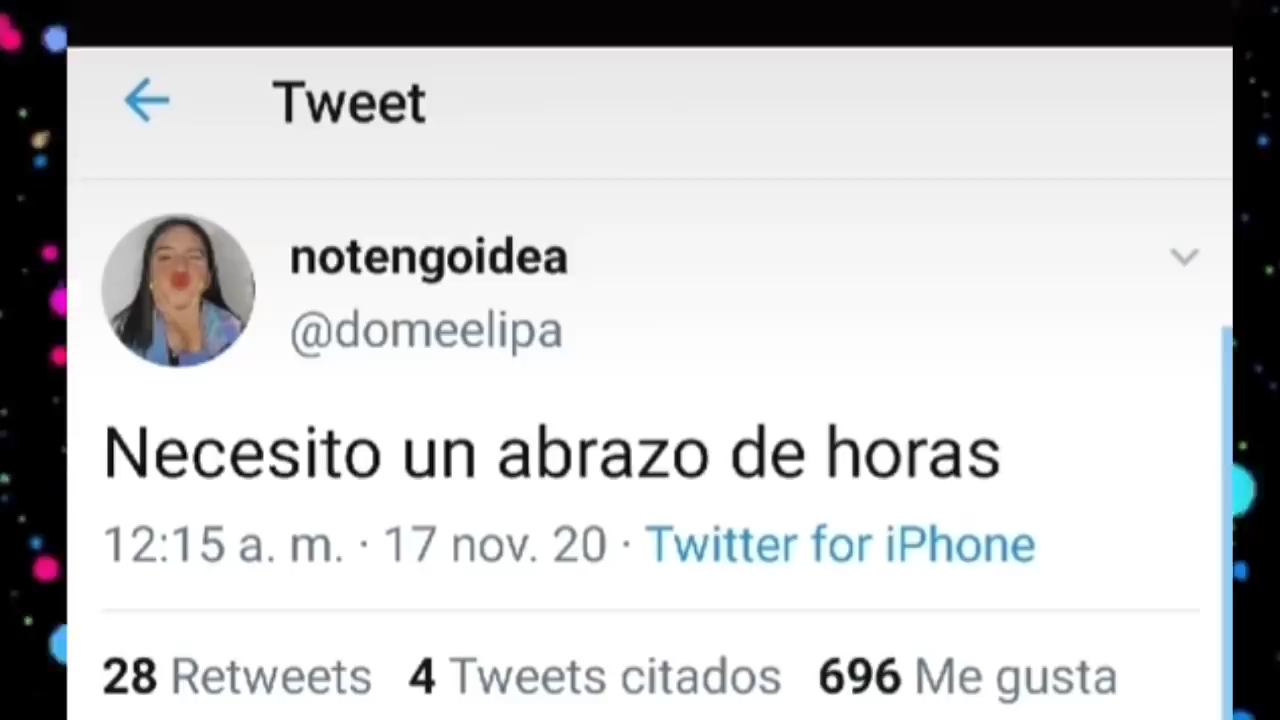 Tweet
notengoidea
@domeelipa
Necesito un abrazo de horas
12:15 a. m. · 17 nov. 20 · Twitter for iPhone
28 Retweets 4 Tweets citados 696 Me gusta